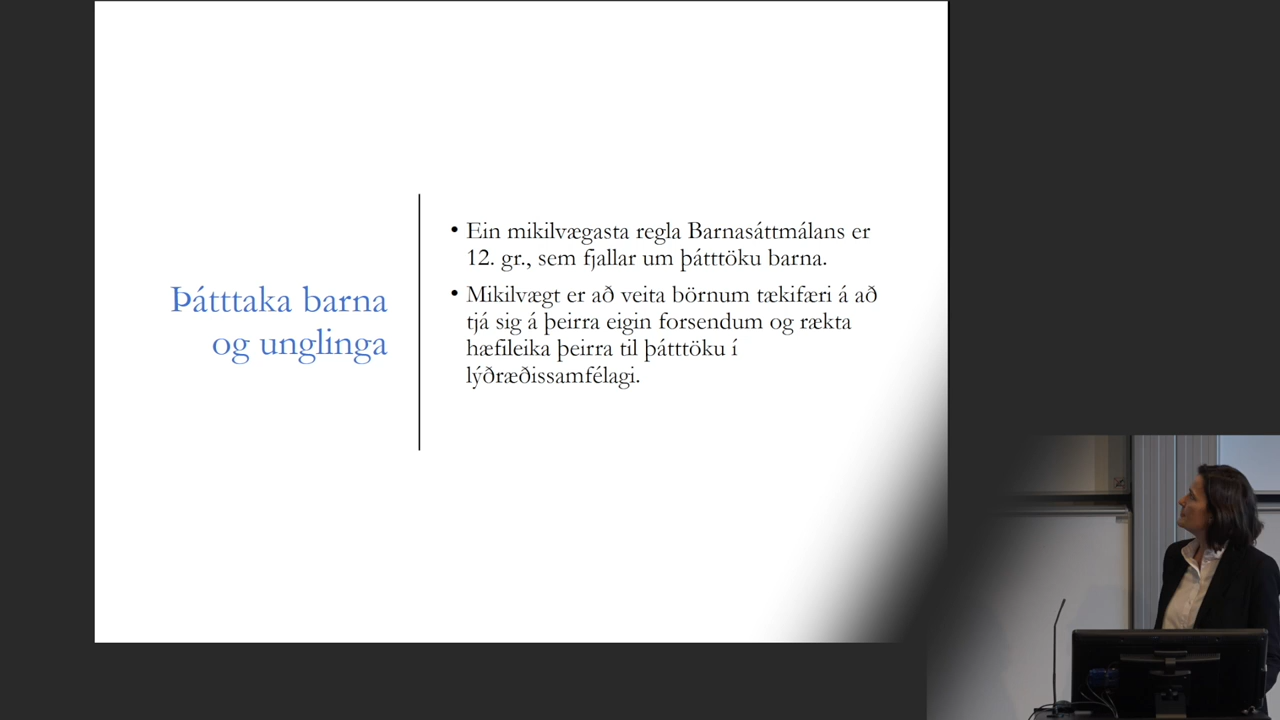 Þátttaka barna
og unglinga
• Ein mikilvægasta regla Barnasáttmálans er
12. gr., sem fjallar um þátttöku barna.
• Mikilvægt er að veita börnum tækifæri á að
tjá sig á þeirra eigin forsendum og rækta
hæfileika þeirra til þátttöku í
lýðræðissamfélagi.